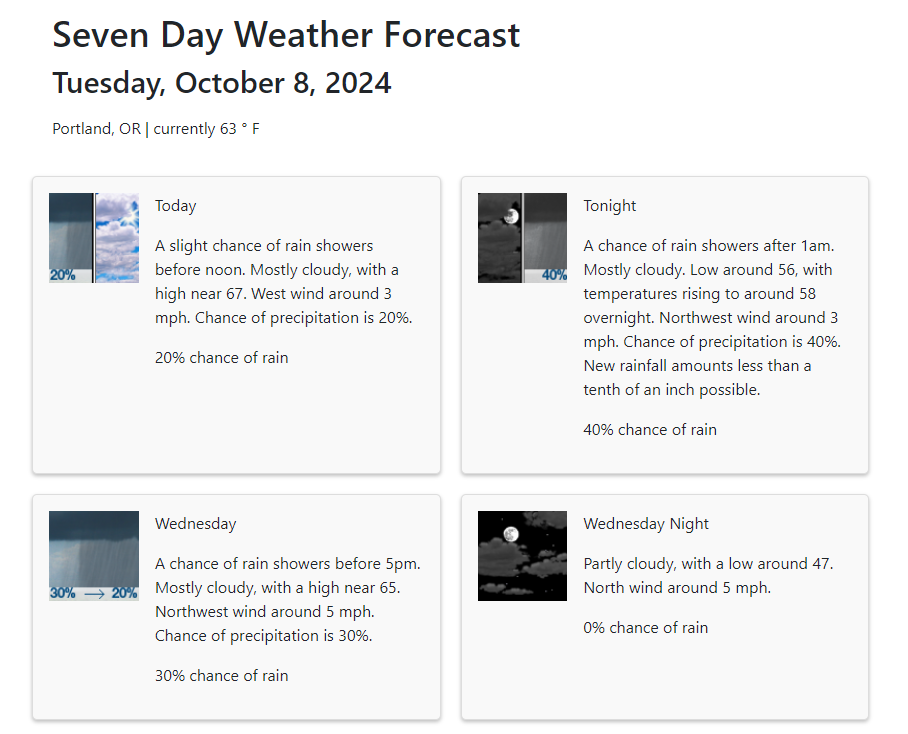 Seven Day Weather Forecast
Tuesday, October 8, 2024
Portland, OR | currently 63 ° F
20%
Today
A slight chance of rain showers
before noon. Mostly cloudy, with a
high near 67. West wind around 3
mph. Chance of precipitation is 20%.
20% chance of rain
40%
Tonight
A chance of rain showers after 1am.
Mostly cloudy. Low around 56, with
temperatures rising to around 58
overnight. Northwest wind around 3
mph. Chance of precipitation is 40%.
New rainfall amounts less than a
tenth of an inch possible.
40% chance of rain
30% → 20%
Wednesday
A chance of rain showers before 5pm.
Mostly cloudy, with a high near 65.
Northwest wind around 5 mph.
Chance of precipitation is 30%.
30% chance of rain
Wednesday Night
Partly cloudy, with a low around 47.
North wind around 5 mph.
0% chance of rain